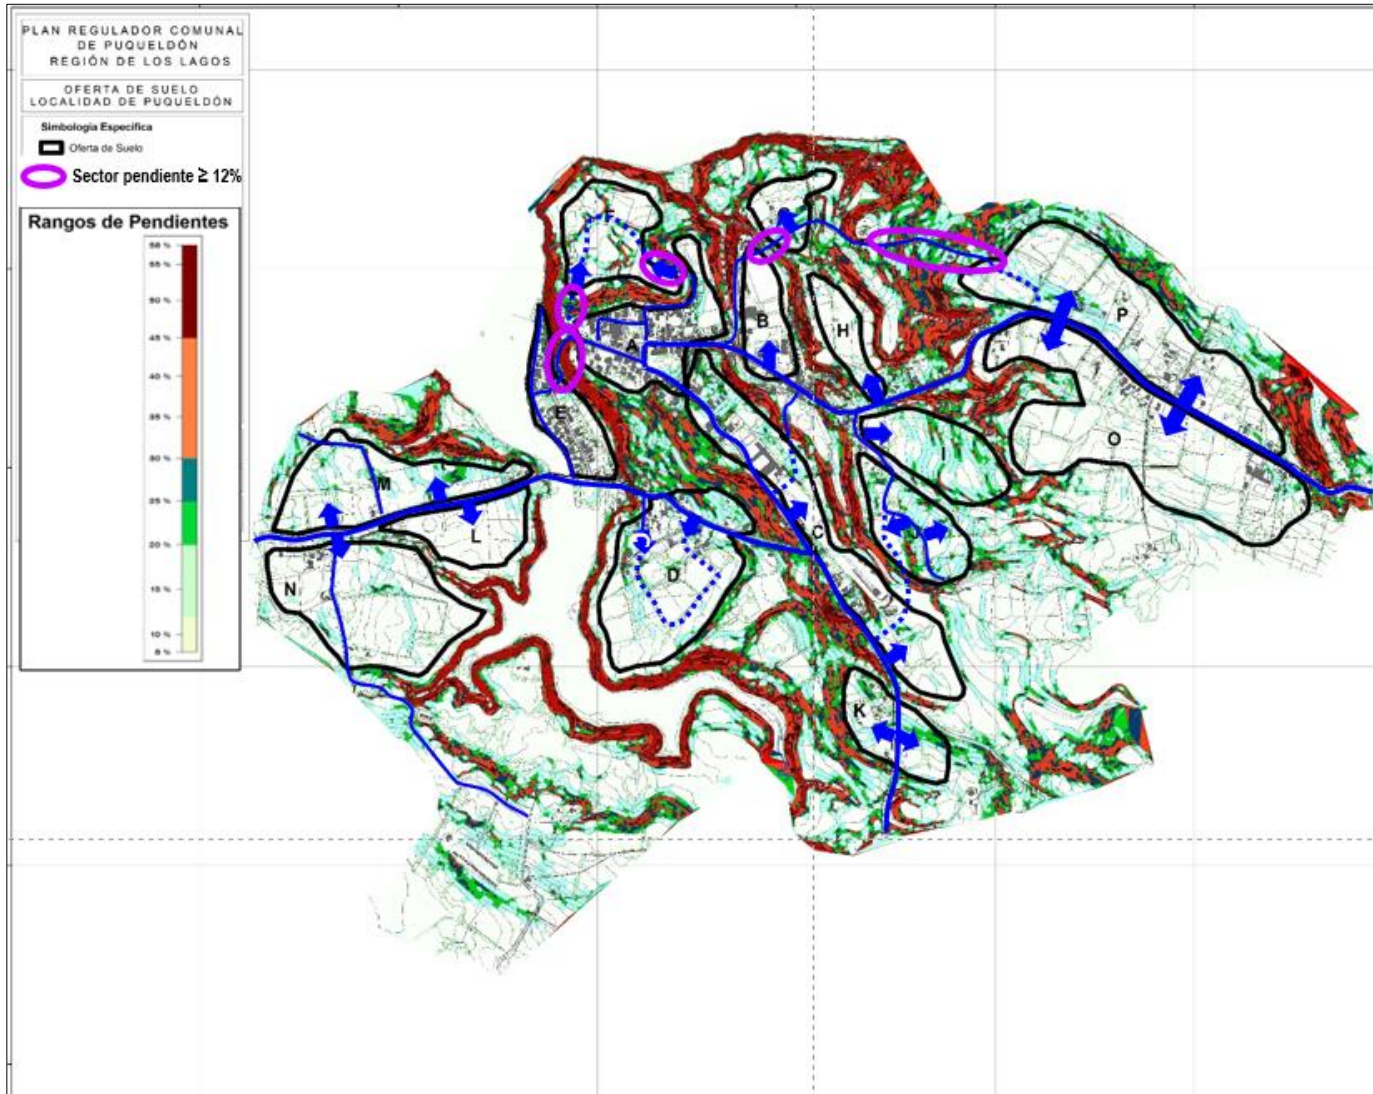 PLAN REGULADOR COMUNAL
DE PUQUELDÓN
REGIÓN DE LOS LAGOS
OFERTA DE SUELO
LOCALIDAD DE PUQUELDÓN
Simbología Específica
Oferta de Suelo
Sector pendiente ≥ 12%
Rangos de Pendientes
55 %
50 %
45 %
40 %
35 %
30 %
25 %
20 %
15 %
10 %
8 %
F
P
B
H
A
E
O
I
M
L
C
D
N
K